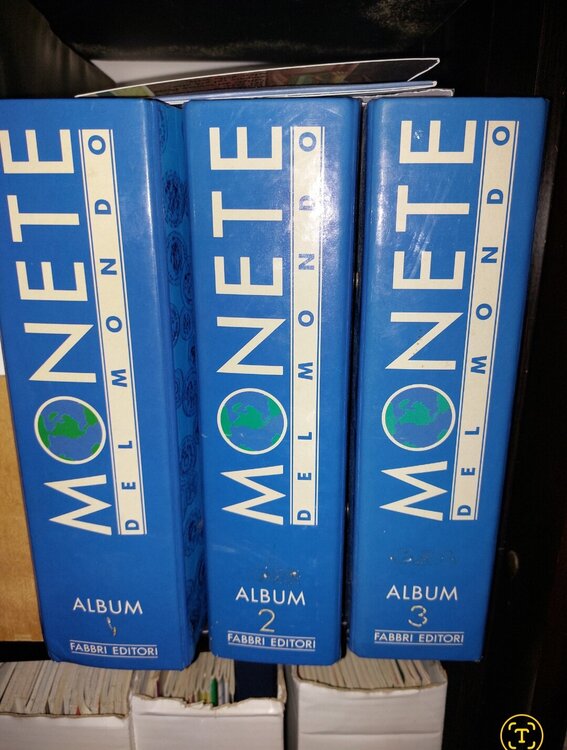 MONETE
DEL MONDO
ALBUM
FABBRI EDITORI
MONETE
DEL MONDO
ALBUM
2
FABBRI EDITORI
MONETE
DEL MONDO
ALBUM
3
FABBRI EDITORI
T